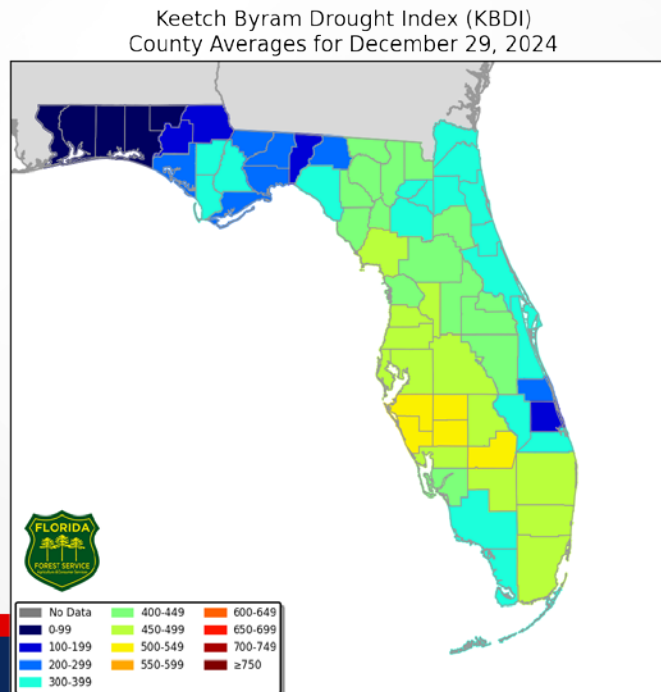 Keetch Byram Drought Index (KBDI)
County Averages for December 29, 2024
FLORIDA
FOREST SERVICE
No Data
0-99
100-199
200-299
300-399
400-449
450-499
500-549
550-599
600-649
650-699
700-749
≥750